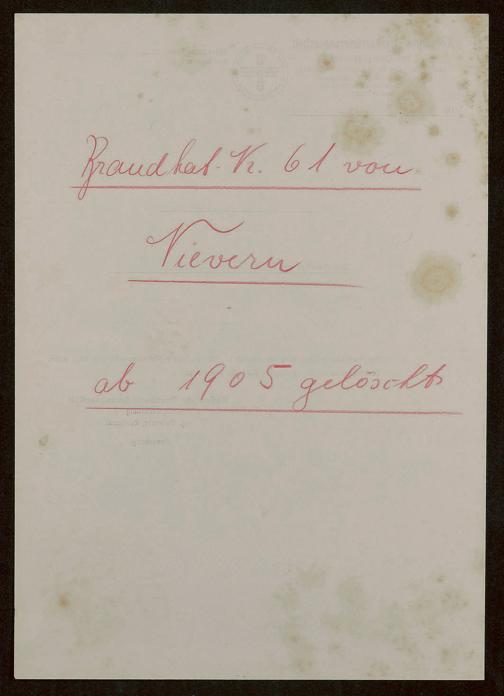 Brandkat. Nr. 61 von
Nievern
ab 1905 gelöscht